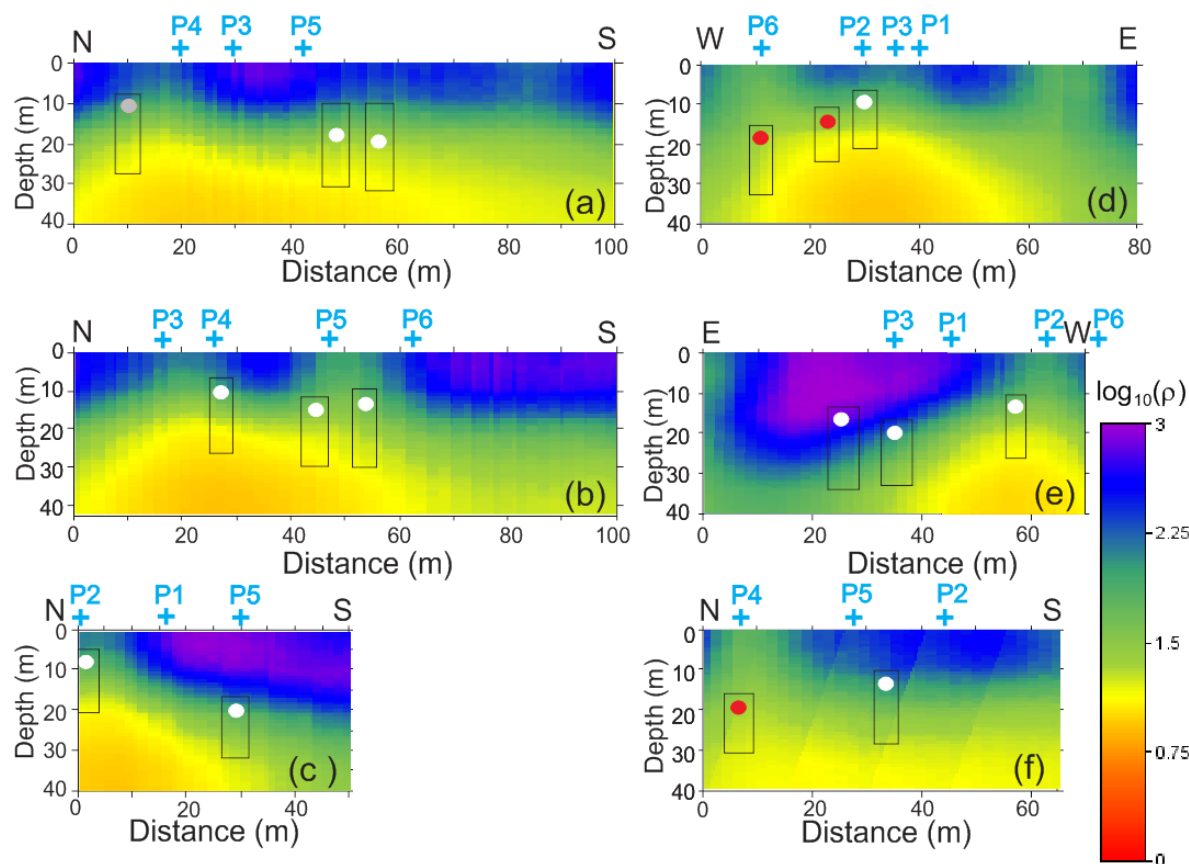 P4 P3 P5
N S
0
10
20
30
40
Depth (m)
(a)
0 20 40 60 80 100
Distance (m)
P6 P2 P3 P1
W E
0
10
20
30
40
Depth (m)
(d)
0 20 40 60 80
Distance (m)
P3 P4 P5 P6
N S
0
10
20
30
40
Depth (m)
(b)
0 20 40 60 80 100
Distance (m)
P3 P1 P2 P6
E W
0
10
20
30
40
Depth (m)
(e)
0 20 40 60
Distance (m)
log10(ρ)
3
2.25
1.5
0.75
0
P2 P1 P5
N S
0
10
20
30
40
Depth (m)
(c )
0 20 40
Distance (m)
P4 P5 P2
N S
0
10
20
30
40
Depth (m)
(f)
0 20 40 60
Distance (m)